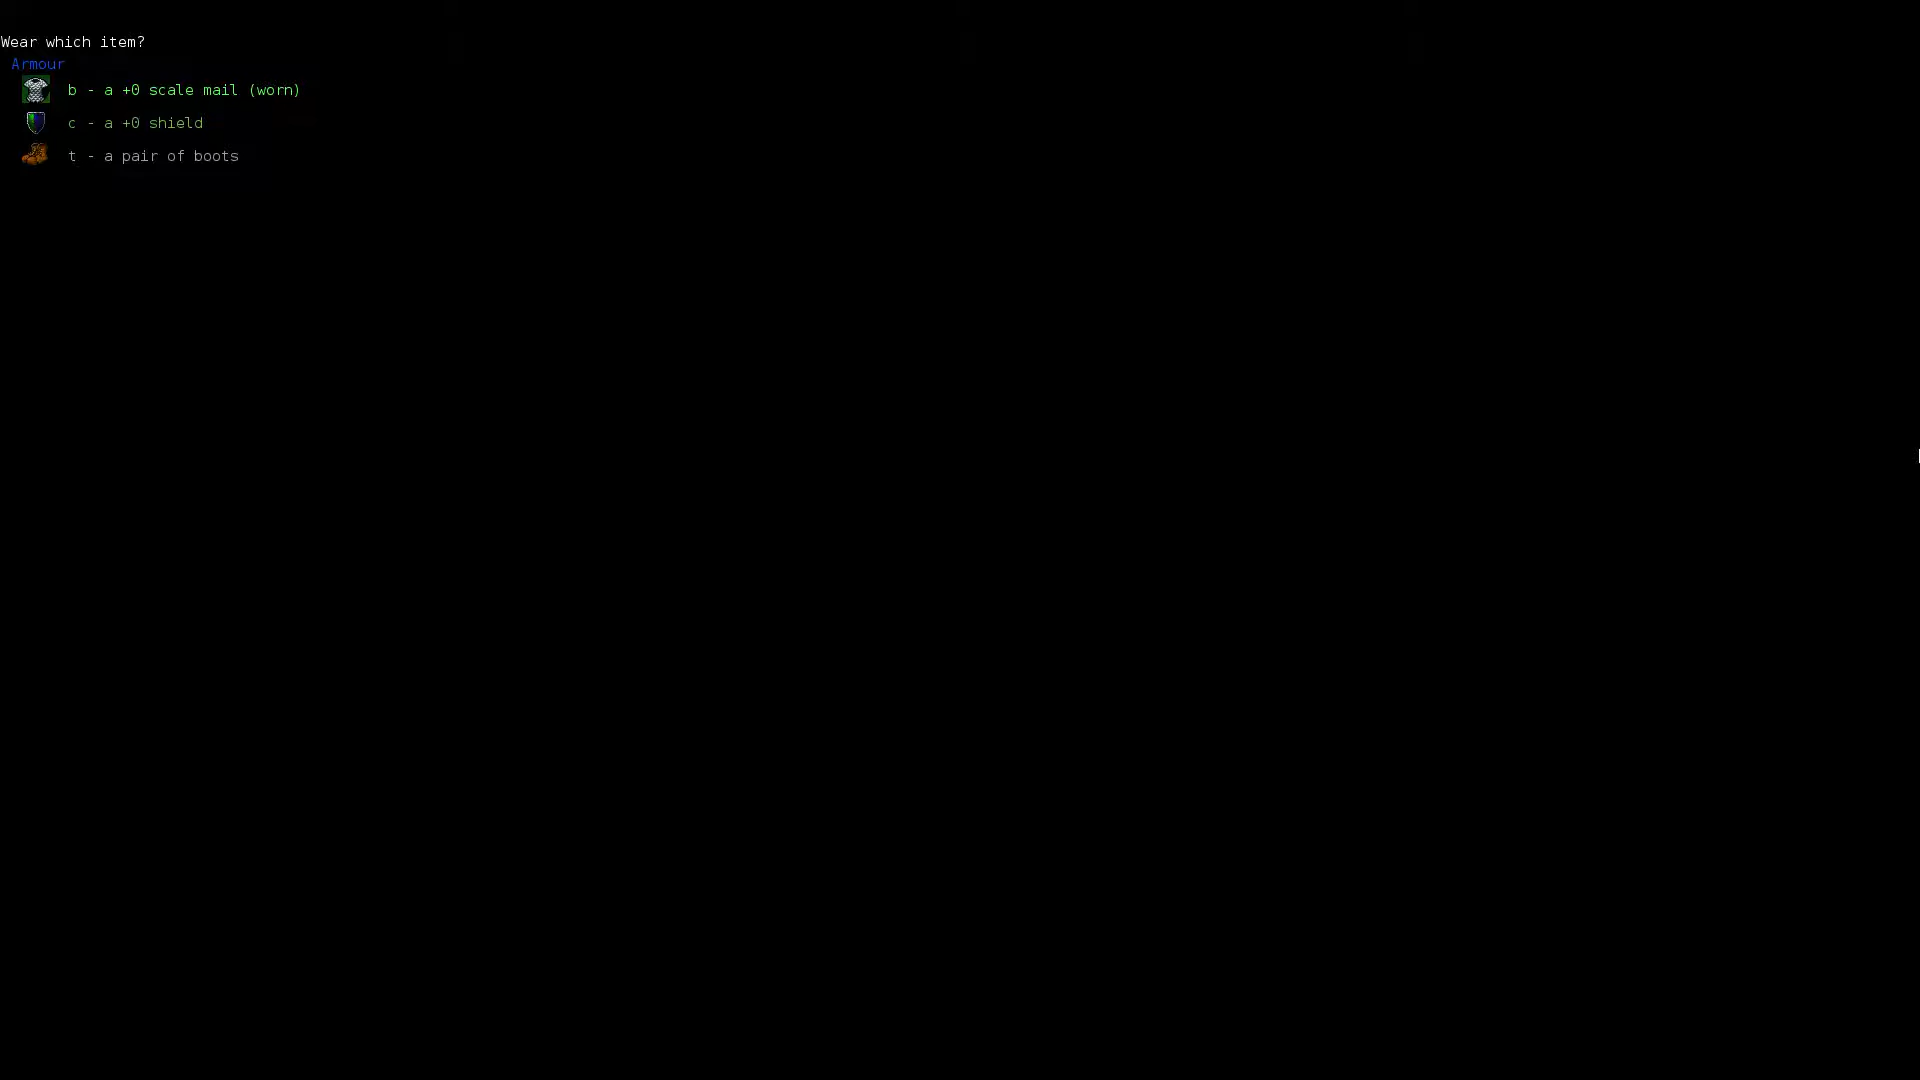 Wear which item?
Armour
b - a +0 scale mail (worn)
c - a +0 shield
t - a pair of boots